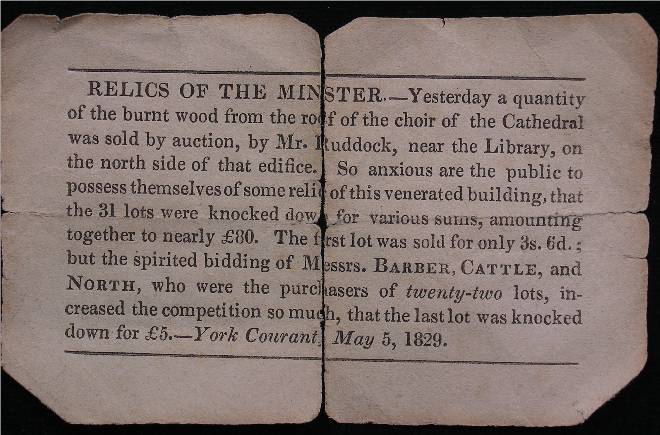 RELICS OF THE MINSTER.—Yesterday a quantity
of the burnt wood from the roof of the choir of the Cathedral
was sold by auction, by Mr. Ruddock, near the Library, on
the north side of that edifice. So anxious are the public to
possess themselves of some relic of this venerated building, that
the 31 lots were knocked down for various sums, amounting
together to nearly £80. The first lot was sold for only 3s. 6d.;
but the spirited bidding of Messrs. BARBER, CATTLE, and
NORTH, who were the purchasers of twenty-two lots, in-
creased the competition so much, that the last lot was knocked
down for £5.—York Courant, May 5, 1829.